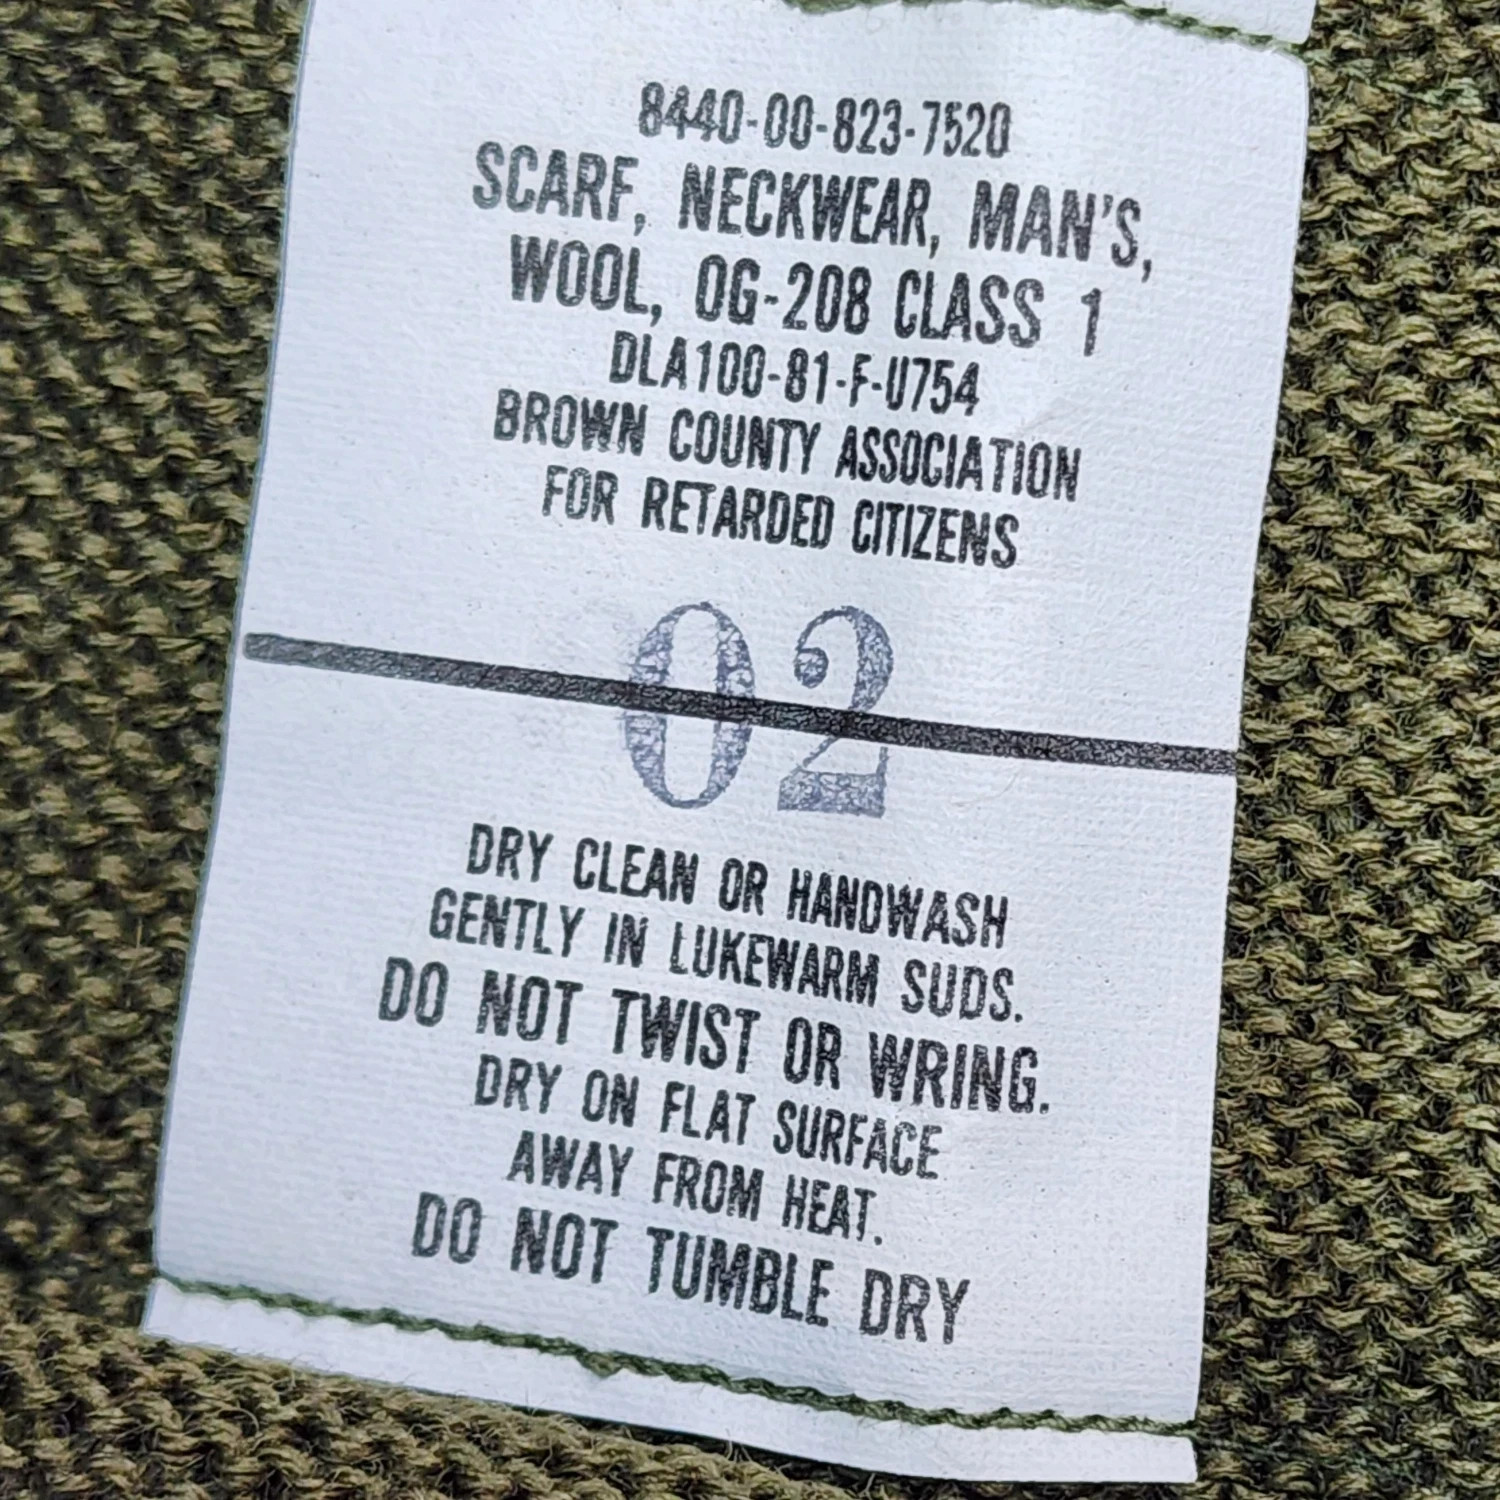 8440-00-823-7520
SCARF, NECKWEAR, MAN'S,
WOOL, OG-208 CLASS 1
DLA100-81-F-U754
BROWN COUNTY ASSOCIATION
FOR RETARDED CITIZENS
02
DRY CLEAN OR HANDWASH
GENTLY IN LUKEWARM SUDS.
DO NOT TWIST OR WRING.
DRY ON FLAT SURFACE
AWAY FROM HEAT.
DO NOT TUMBLE DRY